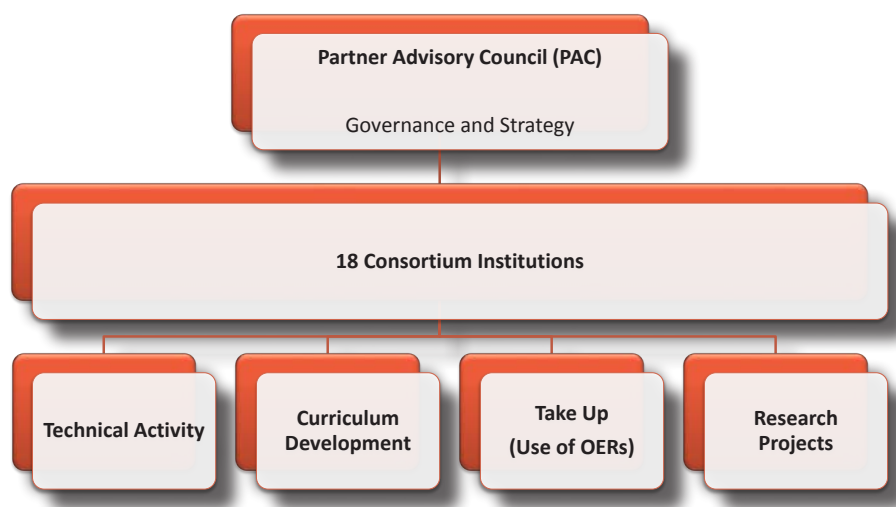 Partner Advisory Council (PAC)
Governance and Strategy
18 Consortium Institutions
Technical Activity
Curriculum
Development
Take Up
(Use of OERs)
Research
Projects